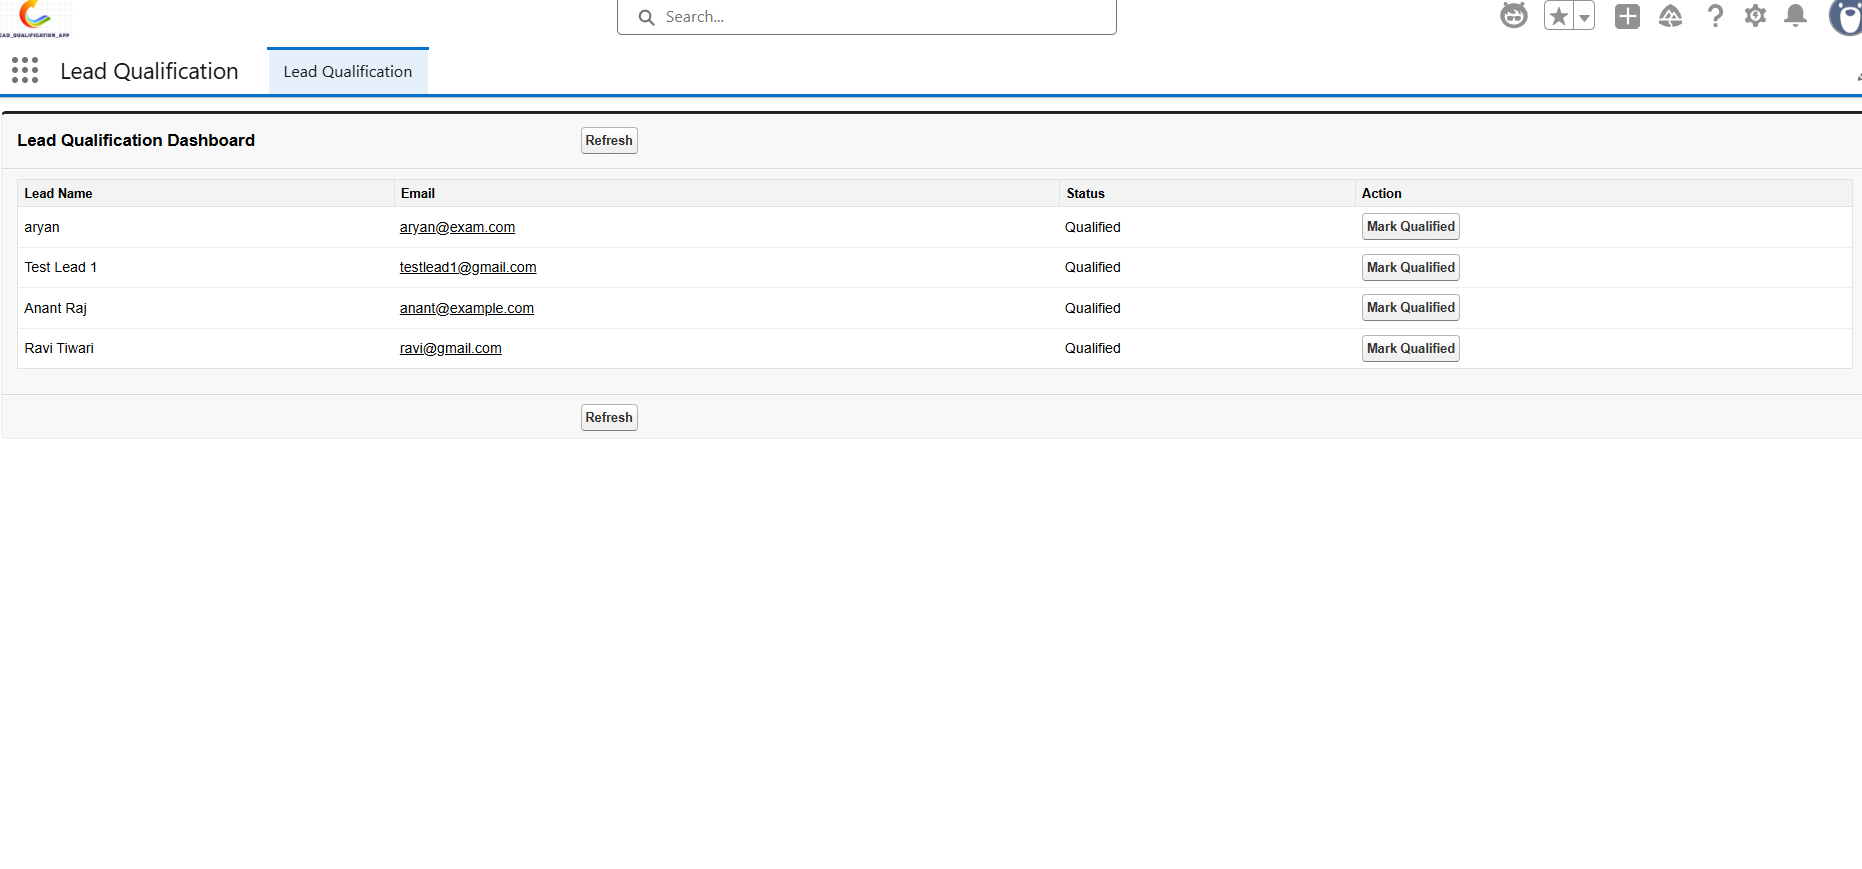 EAD_QUALIFICATION_APP
Search...
Lead Qualification
Lead Qualification
Lead Qualification Dashboard
Refresh
Lead Name Email Status Action
aryan aryan@exam.com Qualified Mark Qualified
Test Lead 1 testlead1@gmail.com Qualified Mark Qualified
Anant Raj anant@example.com Qualified Mark Qualified
Ravi Tiwari ravi@gmail.com Qualified Mark Qualified
Refresh